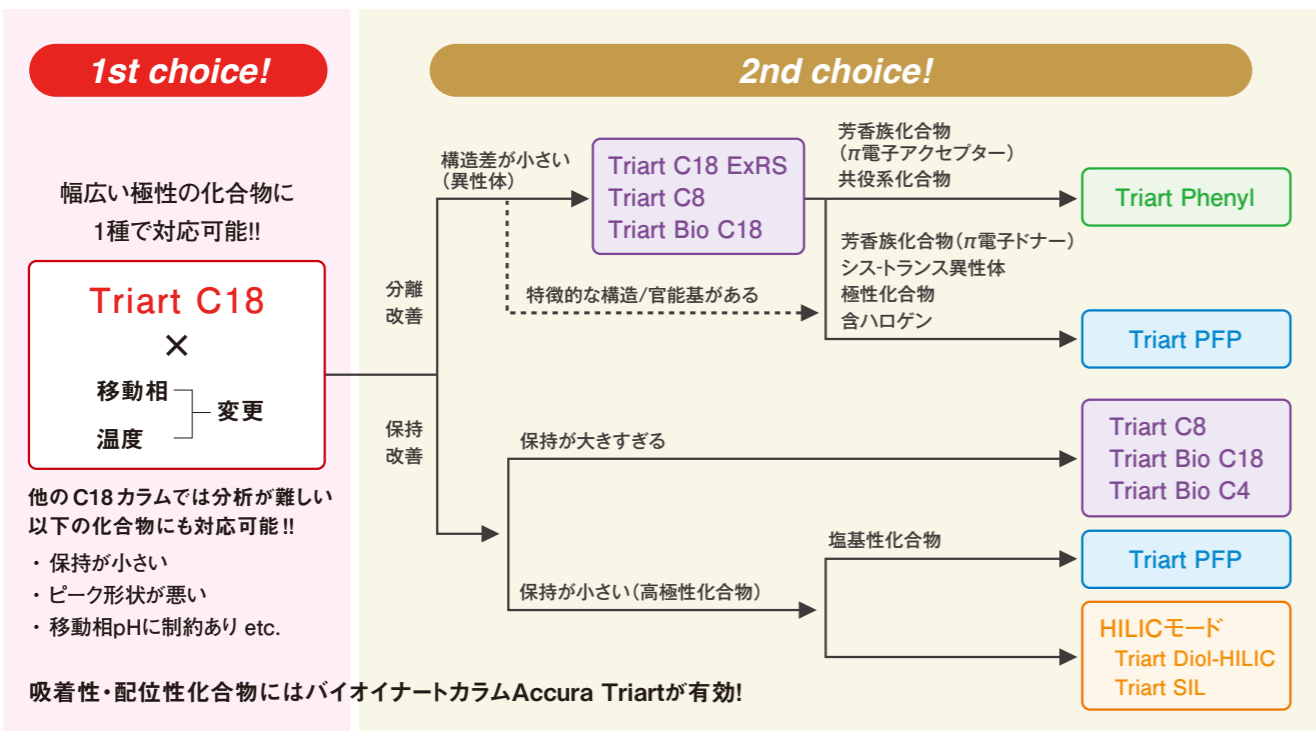 1st choice!
幅広い極性の化合物に
1種で対応可能!!
Triart C18
×
移動相
温度
変更
他のC18カラムでは分析が難しい
以下の化合物にも対応可能!!
・保持が小さい
・ピーク形状が悪い
・移動相pHに制約あり etc.
2nd choice!
分離
改善
構造差が小さい
(異性体)
Triart C18 ExRS
Triart C8
Triart Bio C18
特徴的な構造/官能基がある
芳香族化合物
(π電子アクセプター)
共役系化合物
Triart Phenyl
芳香族化合物(π電子ドナー)
シス-トランス異性体
極性化合物
含ハロゲン
Triart PFP
保持
改善
保持が大きすぎる
Triart C8
Triart Bio C18
Triart Bio C4
保持が小さい(高極性化合物)
塩基性化合物
Triart PFP
HILICモード
Triart Diol-HILIC
Triart SIL
吸着性・配位性化合物にはバイオイナートカラムAccura Triartが有効!